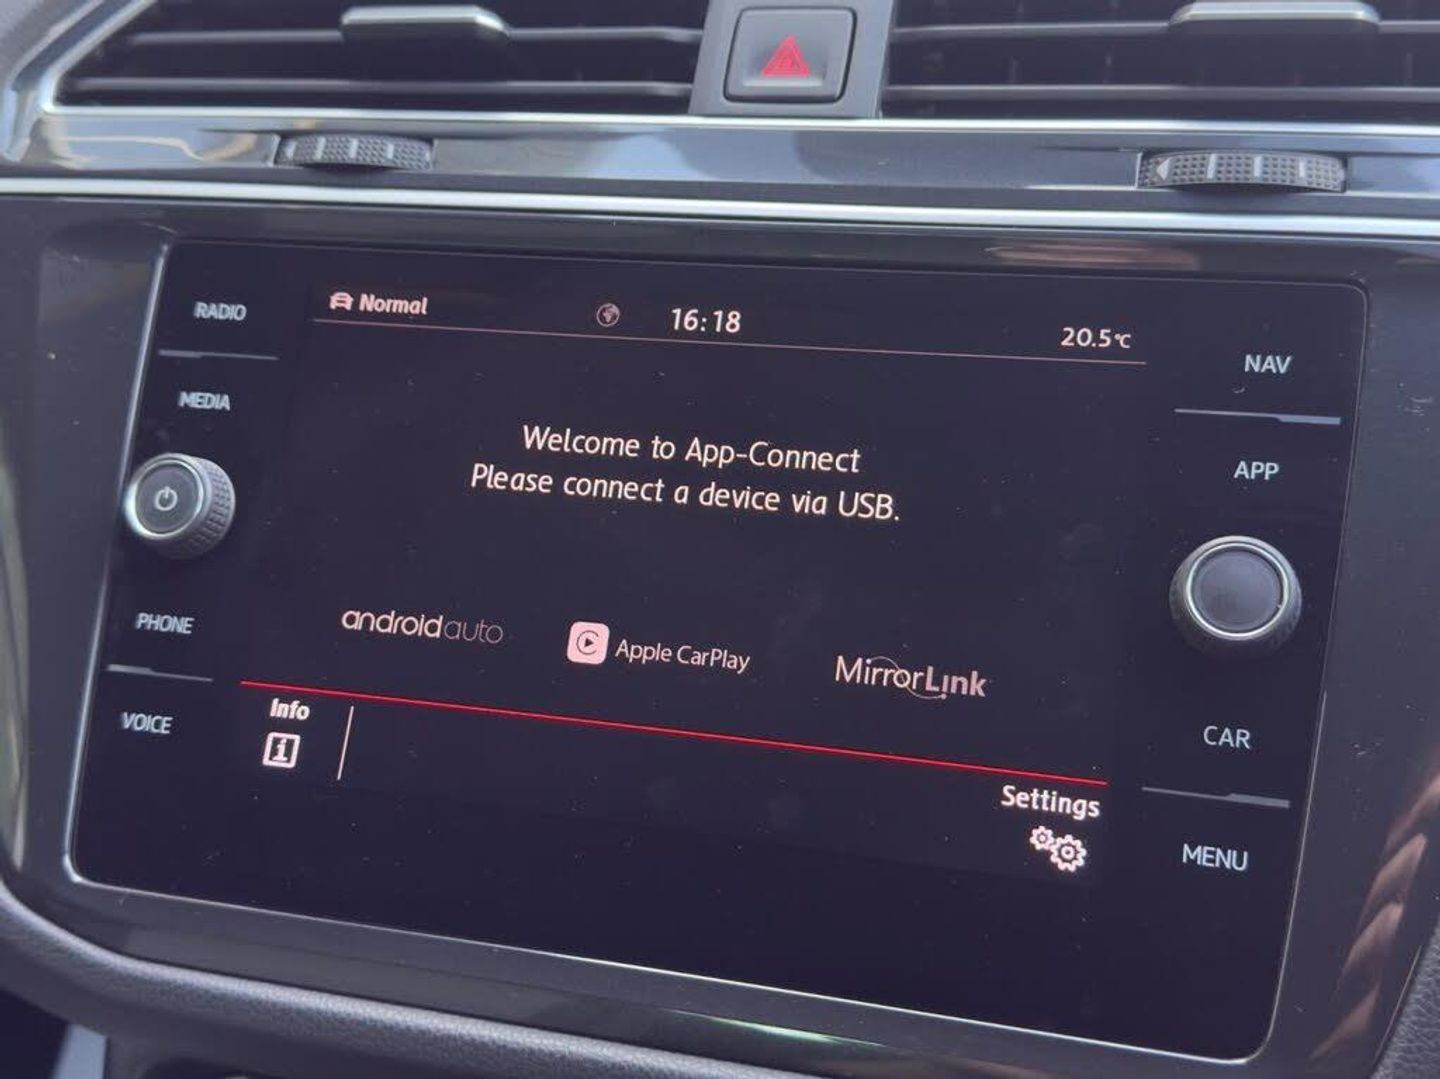 RADIO
Normal
16:18
20.5°C
NAV
MEDIA
APP
Welcome to App-Connect
Please connect a device via USB.
PHONE
androidauto
Apple CarPlay
MirrorLink
VOICE
Info
i
CAR
Settings
MENU